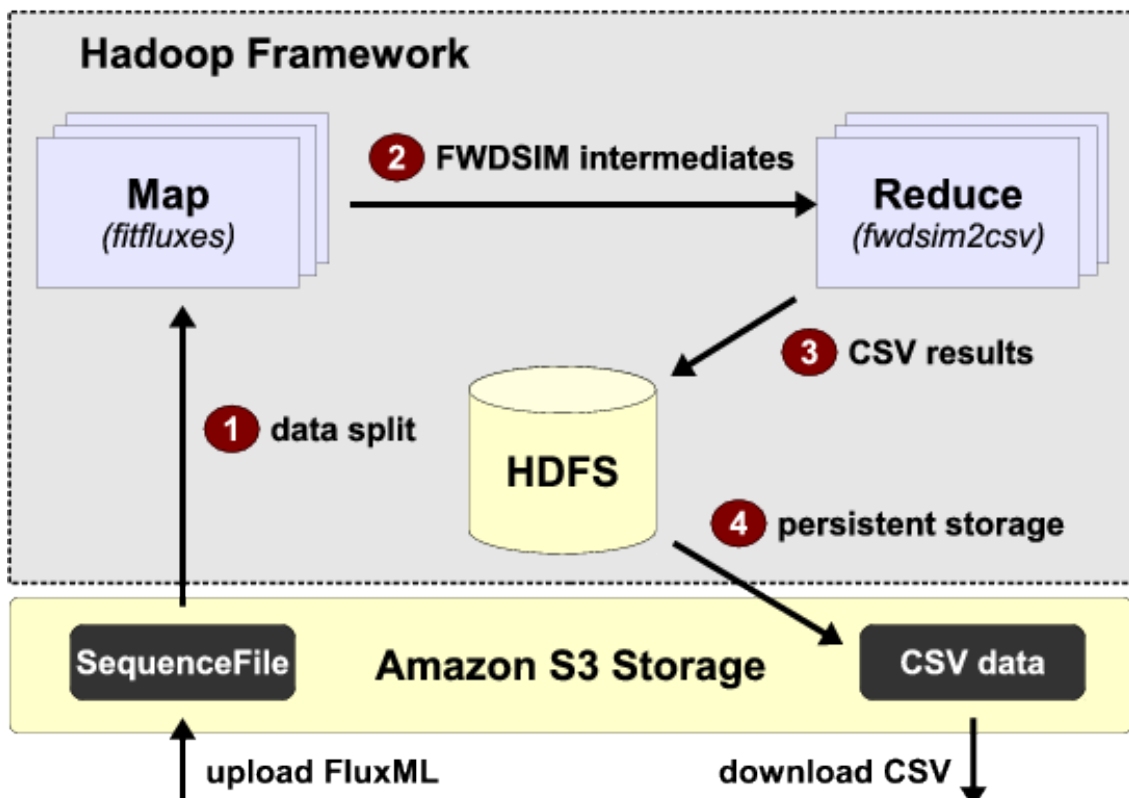 Hadoop Framework
2 FWDSIM intermediates
Map
(fitfluxes)
Reduce
(fwdsim2csv)
3 CSV results
1 data split
HDFS
4 persistent storage
SequenceFile
Amazon S3 Storage
CSV data
upload FluxML
download CSV